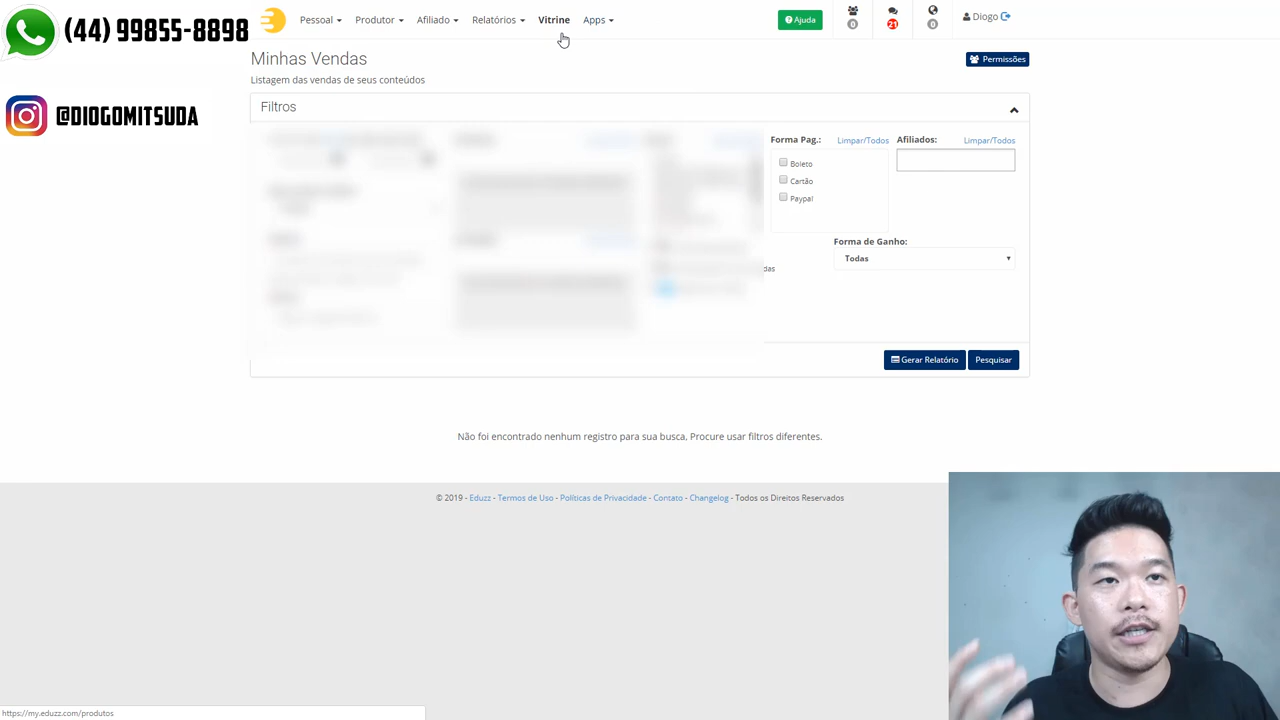 (44) 99855-8898
@DIOGOMITSUDA
Pessoal Produtor Afiliado Relatórios Vitrine Apps
Ajuda
0 21 0
Diogo
Minhas Vendas
Permissões
Listagem das vendas de seus conteúdos
Filtros
Forma Pag.: Limpar/Todos Afiliados: Limpar/Todos
Boleto
Cartão
Paypal
Forma de Ganho:
das
Todas
Gerar Relatório Pesquisar
Não foi encontrado nenhum registro para sua busca, Procure usar filtros diferentes.
© 2019 - Eduzz - Termos de Uso - Políticas de Privacidade - Contato - Changelog - Todos os Direitos Reservados
https://my.eduzz.com/produtos